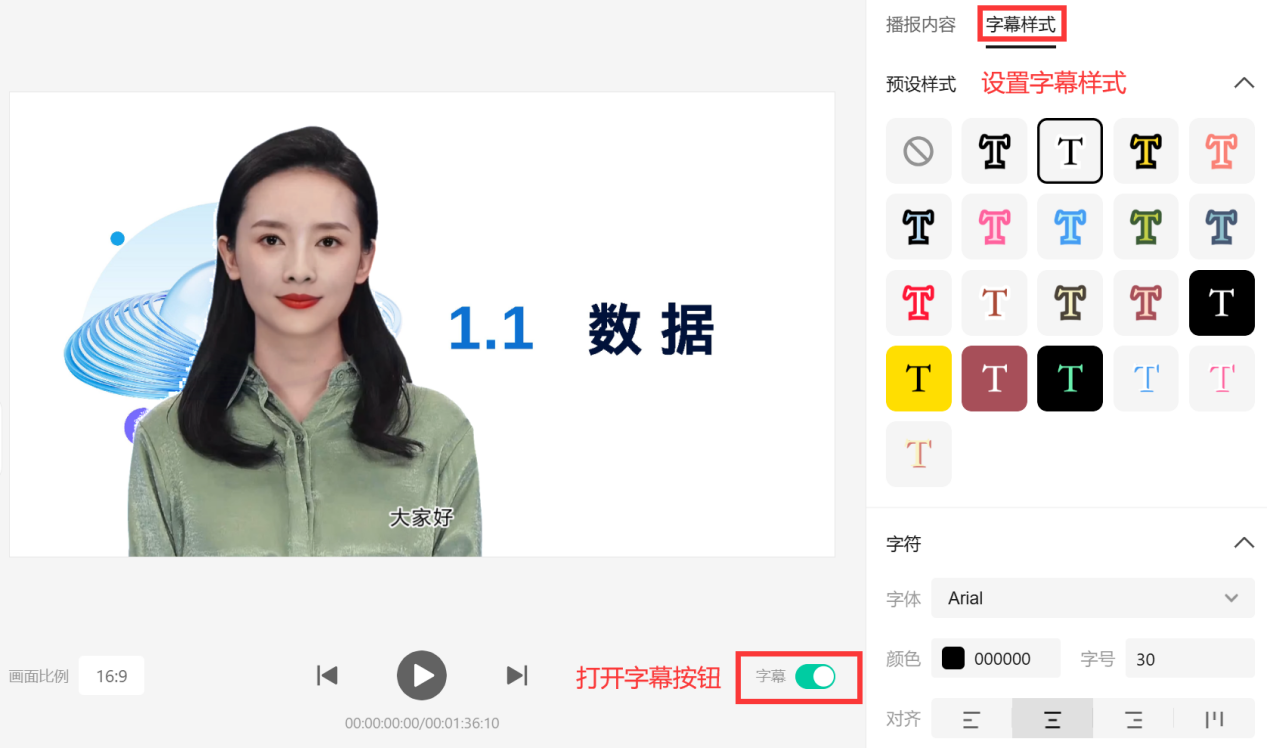 播报内容 字幕样式
预设样式 设置字幕样式
T T T T
T T T T T
T T T T T
T T T T T
T
1.1 数据
大家好
画面比例 16:9
打开字幕按钮 字幕
00:00:00:00/00:01:36:10
字符
字体 Arial
颜色 000000 字号 30
对齐